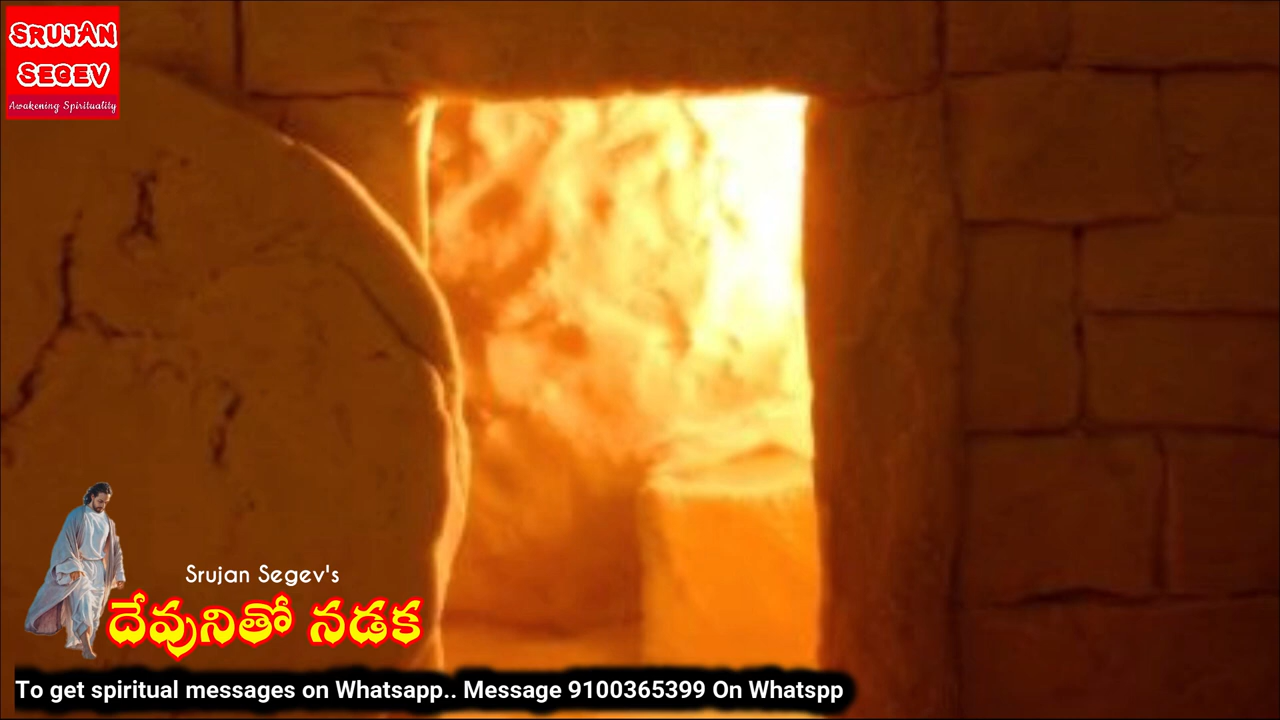 SRUJAN
SEGEV
Awakening Spirituality
Srujan Segev's
దేవునితో నడక
To get spiritual messages on Whatsapp.. Message 9100365399 On Whatspp